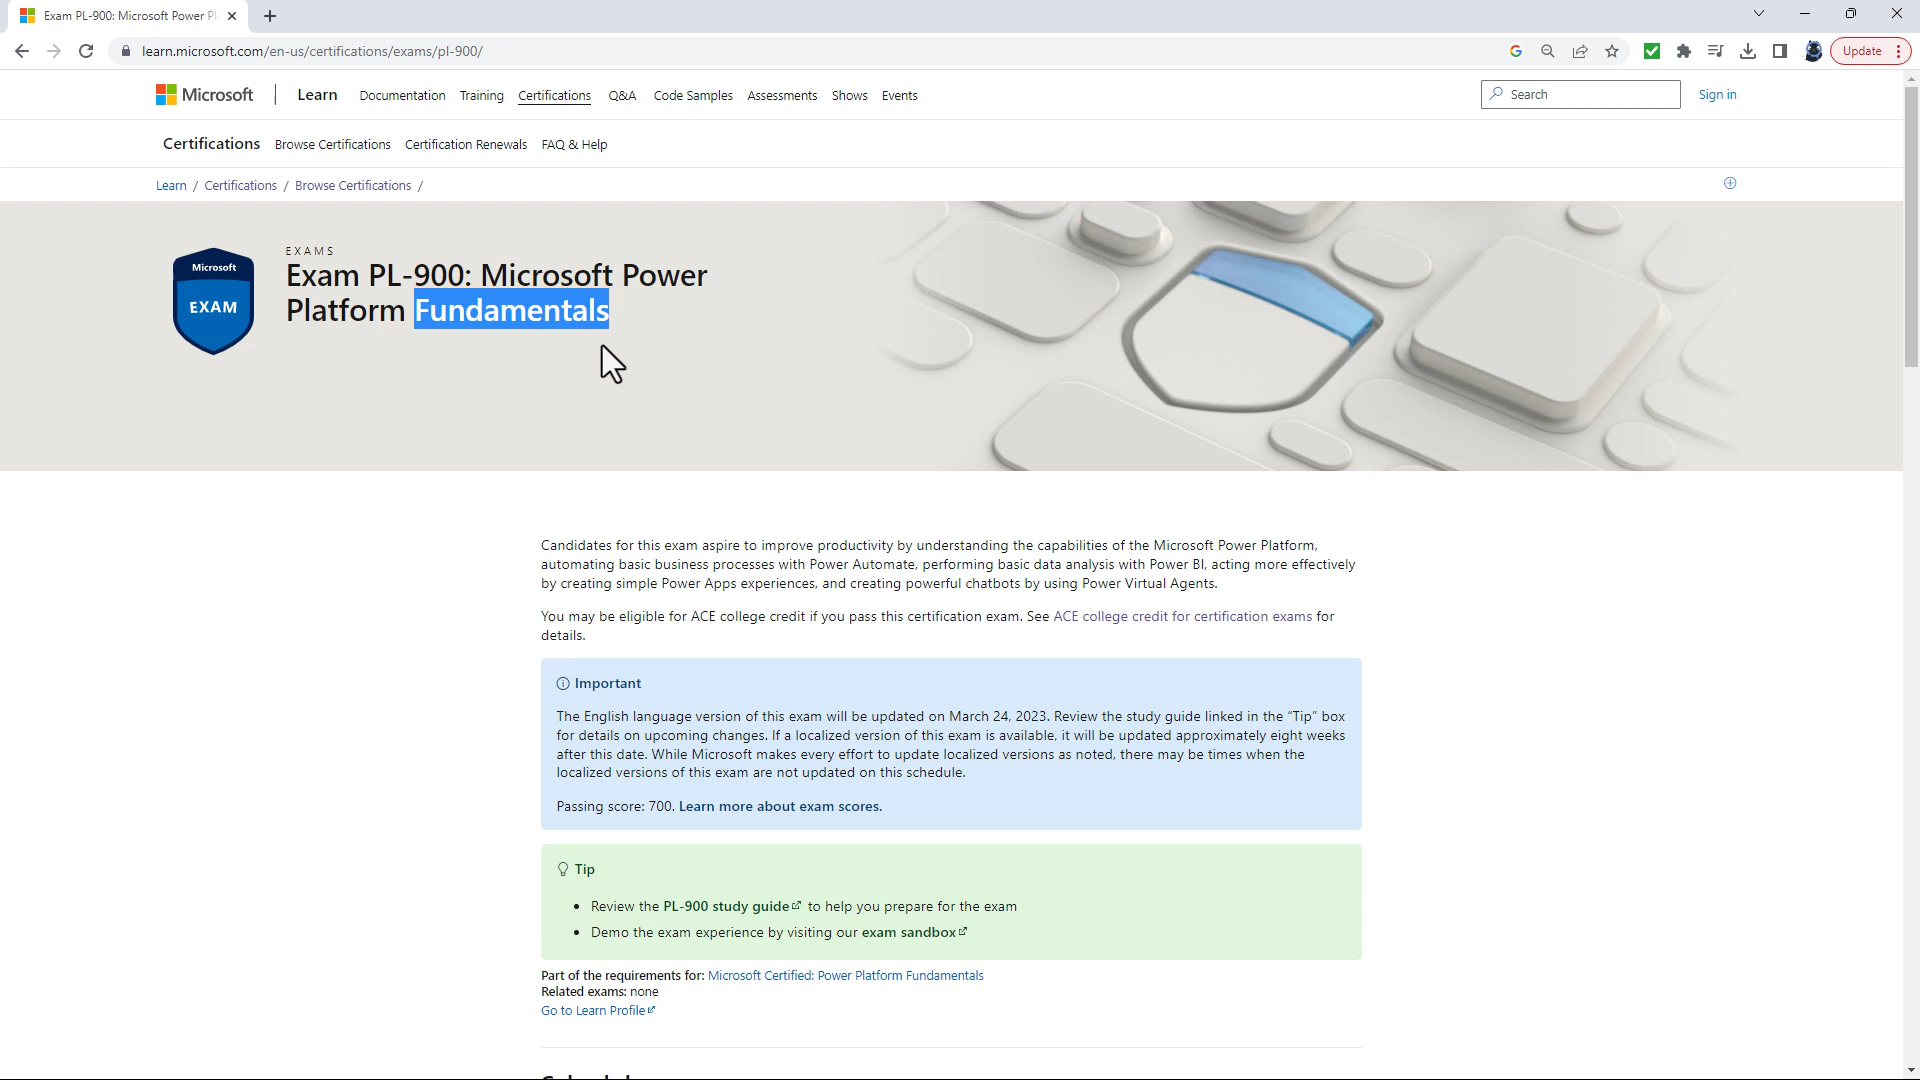 Exam PL-900: Microsoft Power Pl
learn.microsoft.com/en-us/certifications/exams/pl-900/
Update
Microsoft
Learn Documentation Training Certifications Q&A Code Samples Assessments Shows Events
Search
Sign in
Certifications Browse Certifications Certification Renewals FAQ & Help
Learn / Certifications / Browse Certifications /
Microsoft
EXAM
EXAMS
Exam PL-900: Microsoft Power
Platform Fundamentals
Candidates for this exam aspire to improve productivity by understanding the capabilities of the Microsoft Power Platform,
automating basic business processes with Power Automate, performing basic data analysis with Power BI, acting more effectively
by creating simple Power Apps experiences, and creating powerful chatbots by using Power Virtual Agents.
You may be eligible for ACE college credit if you pass this certification exam. See ACE college credit for certification exams for
details.
Important
The English language version of this exam will be updated on March 24, 2023. Review the study guide linked in the “Tip” box
for details on upcoming changes. If a localized version of this exam is available, it will be updated approximately eight weeks
after this date. While Microsoft makes every effort to update localized versions as noted, there may be times when the
localized versions of this exam are not updated on this schedule.
Passing score: 700. Learn more about exam scores.
Tip
• Review the PL-900 study guide to help you prepare for the exam
• Demo the exam experience by visiting our exam sandbox
Part of the requirements for: Microsoft Certified: Power Platform Fundamentals
Related exams: none
Go to Learn Profile